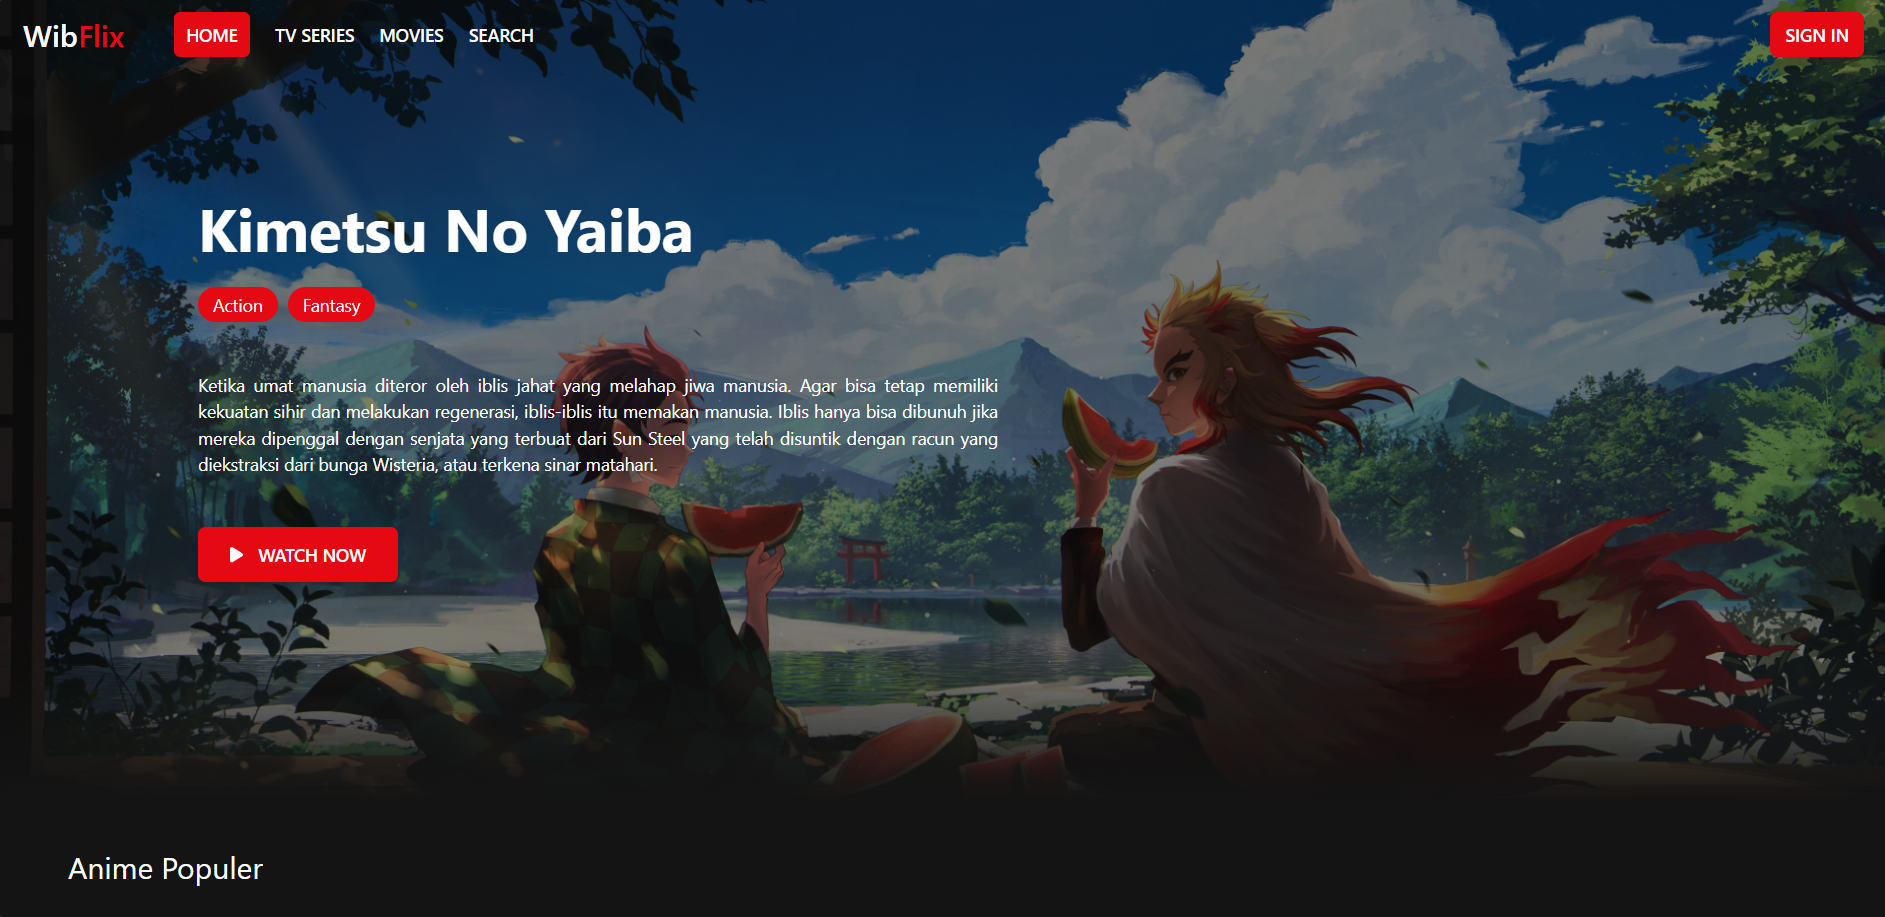 WibFlix
HOME
TV SERIES
MOVIES
SEARCH
SIGN IN
Kimetsu No Yaiba
Action
Fantasy
Ketika umat manusia diteror oleh iblis jahat yang melahap jiwa manusia. Agar bisa tetap memiliki
kekuatan sihir dan melakukan regenerasi, iblis-iblis itu memakan manusia. Iblis hanya bisa dibunuh jika
mereka dipenggal dengan senjata yang terbuat dari Sun Steel yang telah disuntik dengan racun yang
diekstraksi dari bunga Wisteria, atau terkena sinar matahari.
WATCH NOW
Anime Populer